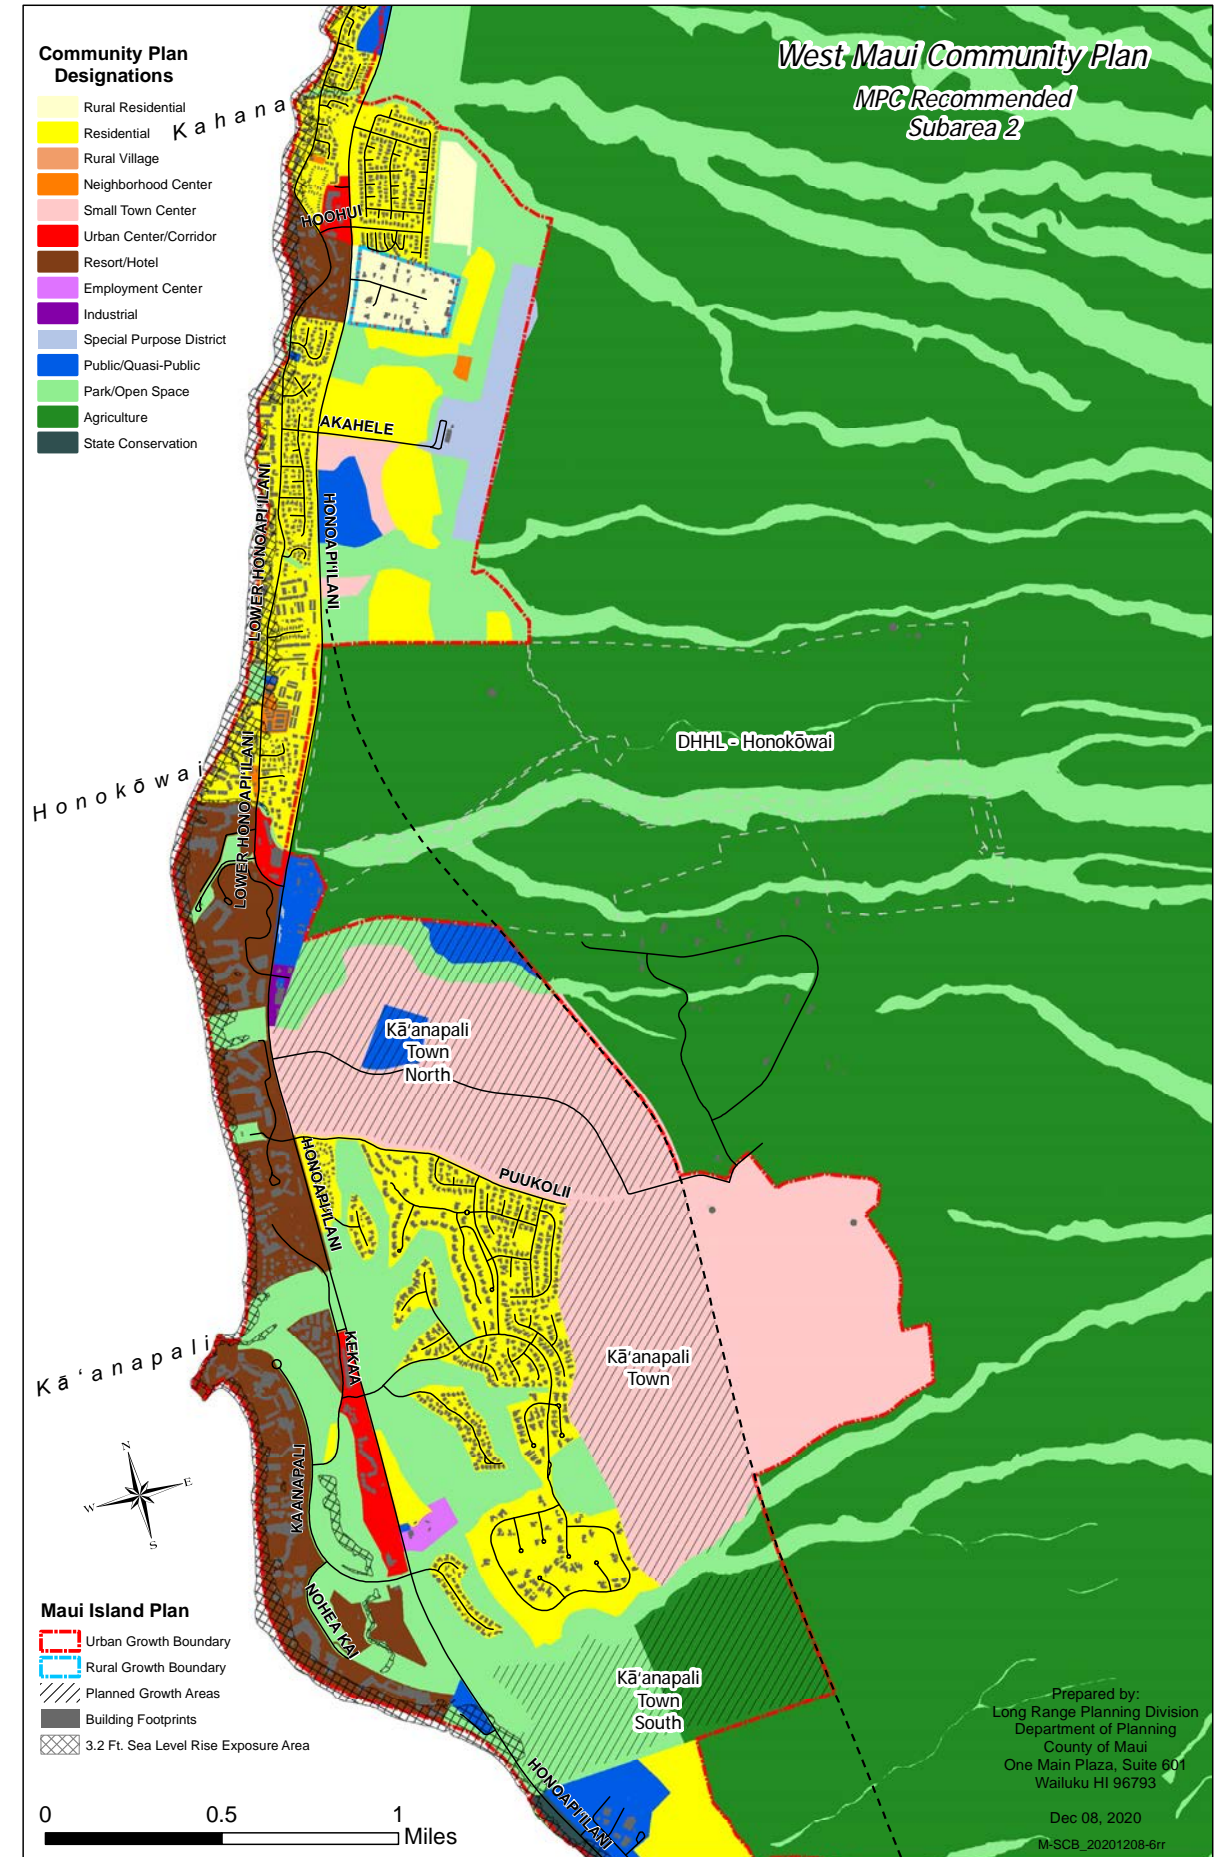 West Maui Community Plan
MPC Recommended
Subarea 2
Community Plan
Designations
Rural Residential
Residential
Rural Village
Neighborhood Center
Small Town Center
Urban Center/Corridor
Resort/Hotel
Employment Center
Industrial
Special Purpose District
Public/Quasi-Public
Park/Open Space
Agriculture
State Conservation
Kahana
HOOHUI
AKAHELE
LOWER HONOAPI'ILANI
HONOAPI'ILANI
DHHL - Honokōwai
Honokōwai
LOWER HONOAPI'ILANI
Kāʻanapali
Town
North
HONOAPI'ILANI
PUUKOLII
Kāʻanapali
KEKAA
Kāʻanapali
Town
KAANAPALI
N
W
E
S
NOHEA KAI
Kāʻanapali
Town
South
HONOAPI'ILANI
Maui Island Plan
Urban Growth Boundary
Rural Growth Boundary
Planned Growth Areas
Building Footprints
3.2 Ft. Sea Level Rise Exposure Area
0 0.5 1
Miles
Prepared by:
Long Range Planning Division
Department of Planning
County of Maui
One Main Plaza, Suite 601
Wailuku HI 96793
Dec 08, 2020
M-SCB_20201208-6rr